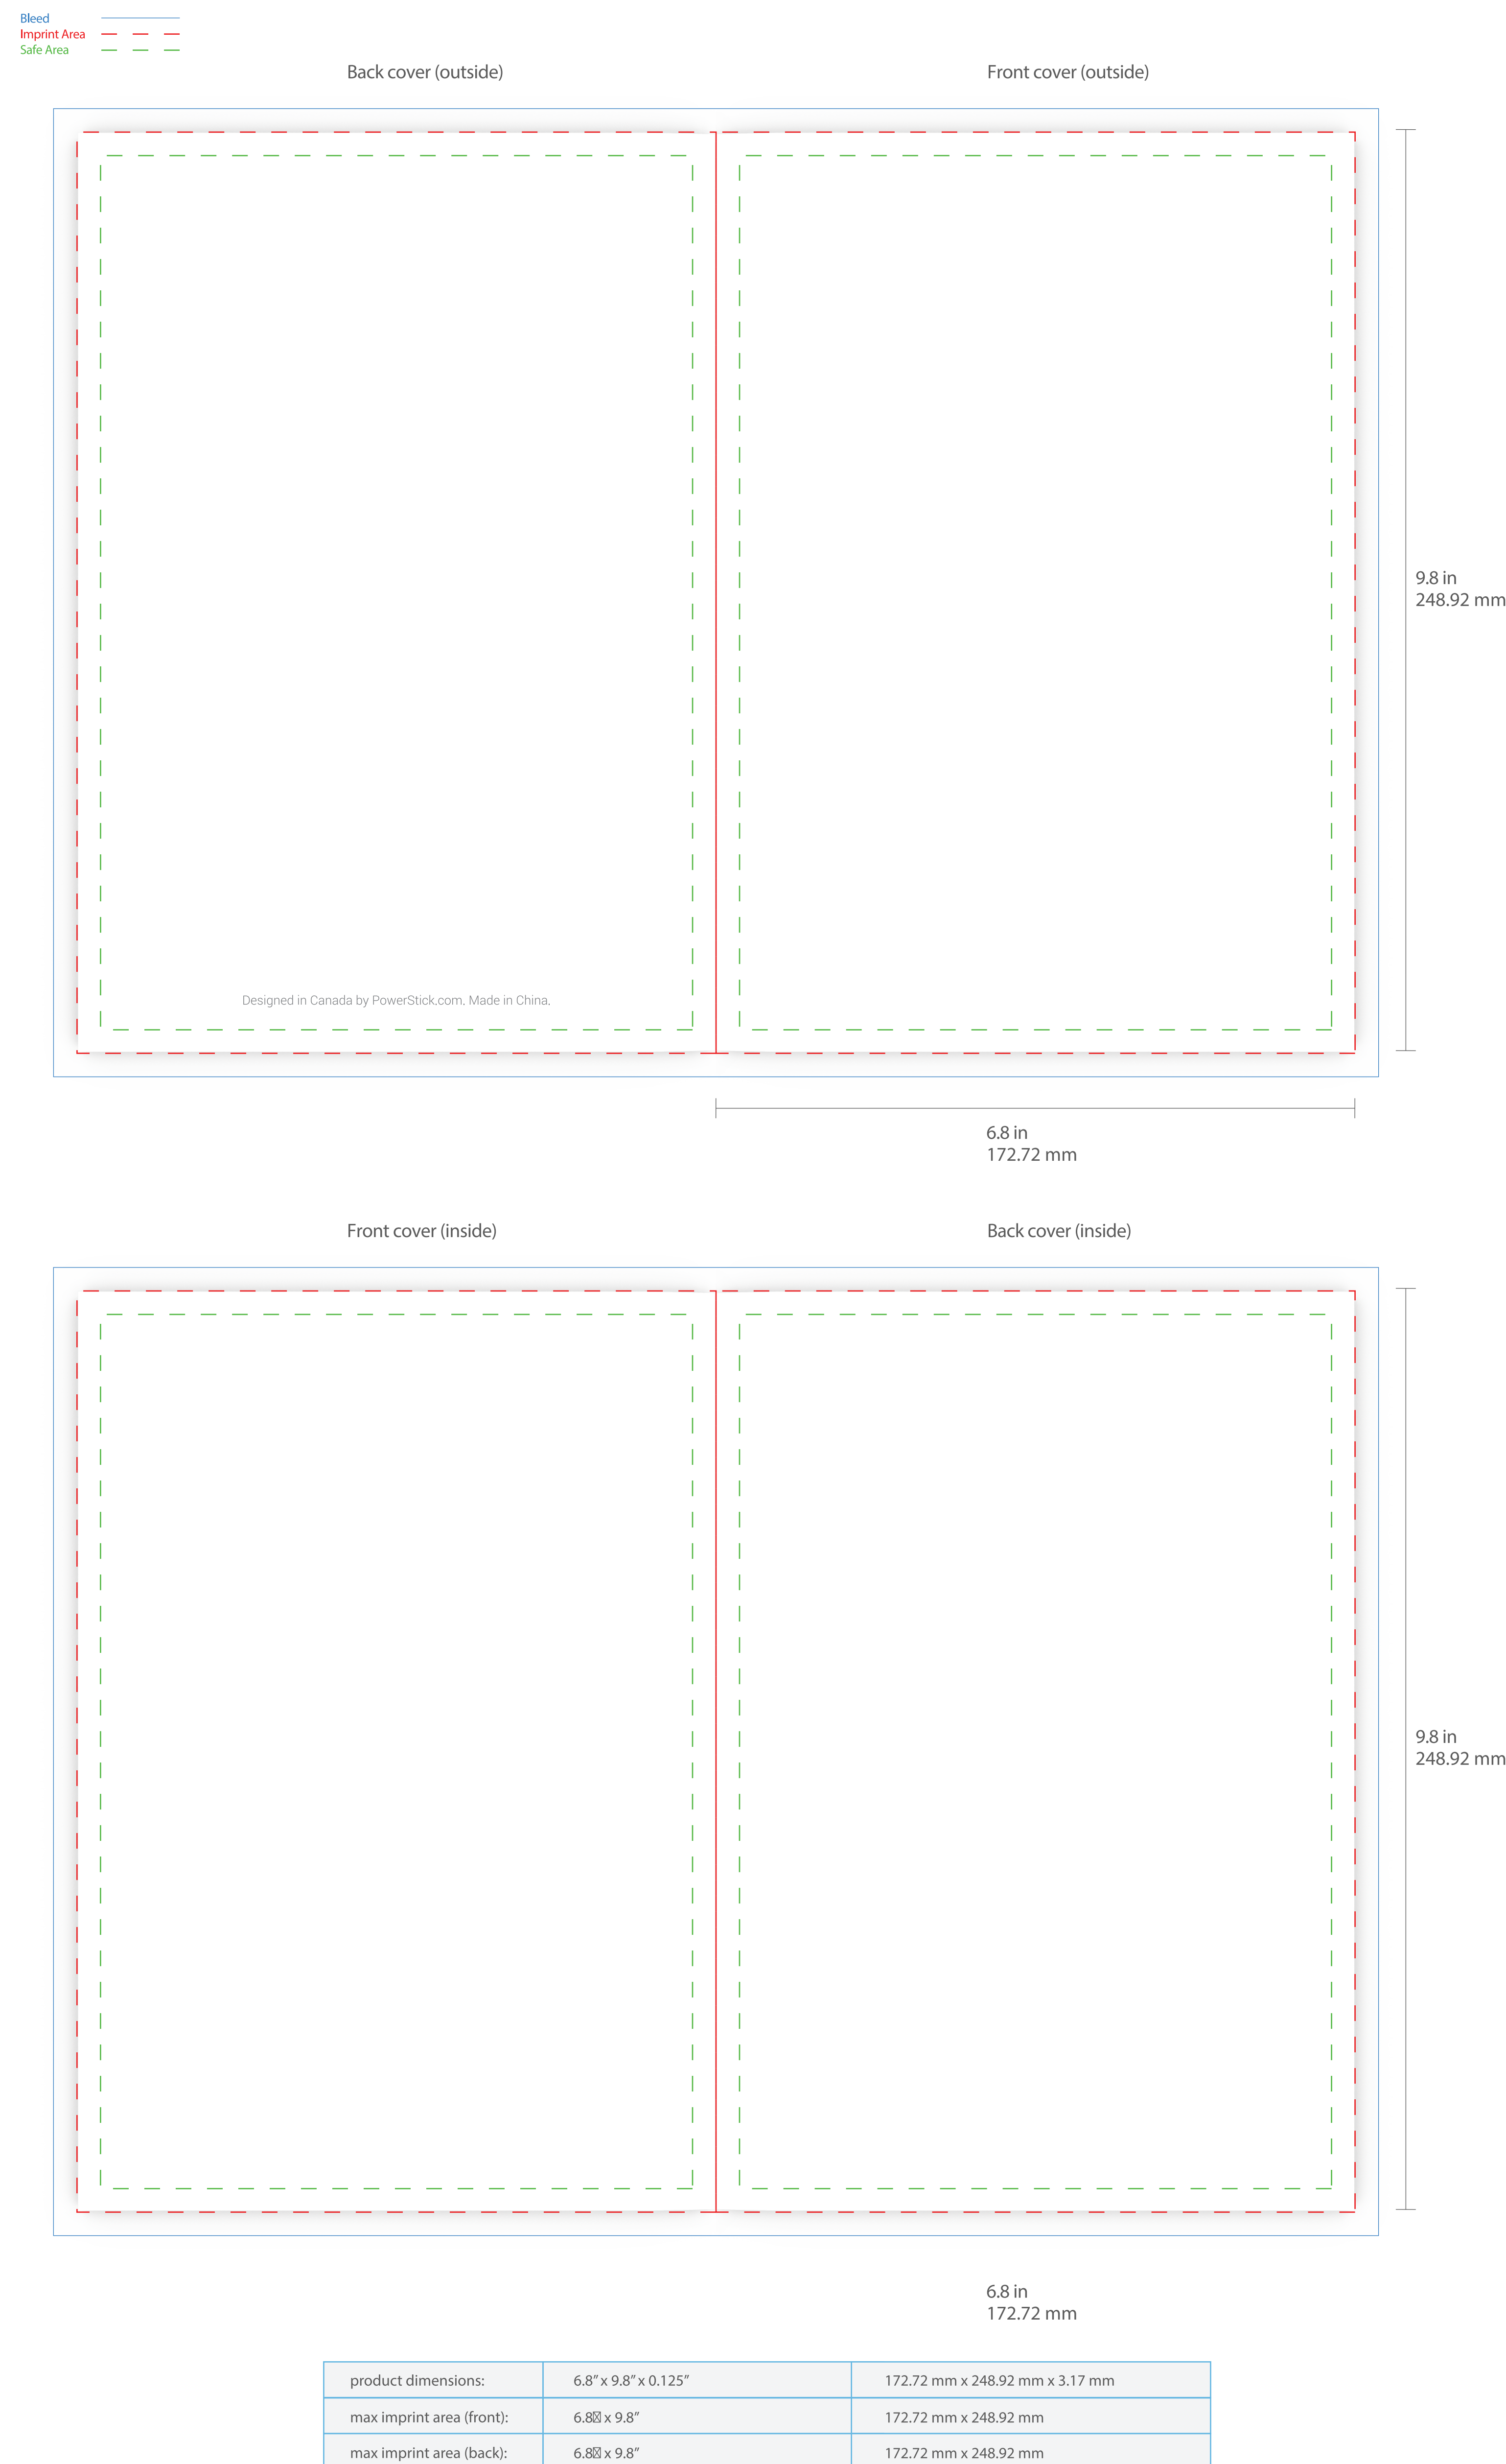 Bleed
Imprint Area
Safe Area
Back cover (outside)
Front cover (outside)
9.8 in
248.92 mm
Designed in Canada by PowerStick.com. Made in China.
6.8 in
172.72 mm
Front cover (inside)
Back cover (inside)
9.8 in
248.92 mm
6.8 in
172.72 mm
product dimensions: 6.8” x 9.8” x 0.125” 172.72 mm x 248.92 mm x 3.17 mm
max imprint area (front): 6.8 x 9.8” 172.72 mm x 248.92 mm
max imprint area (back): 6.8 x 9.8” 172.72 mm x 248.92 mm